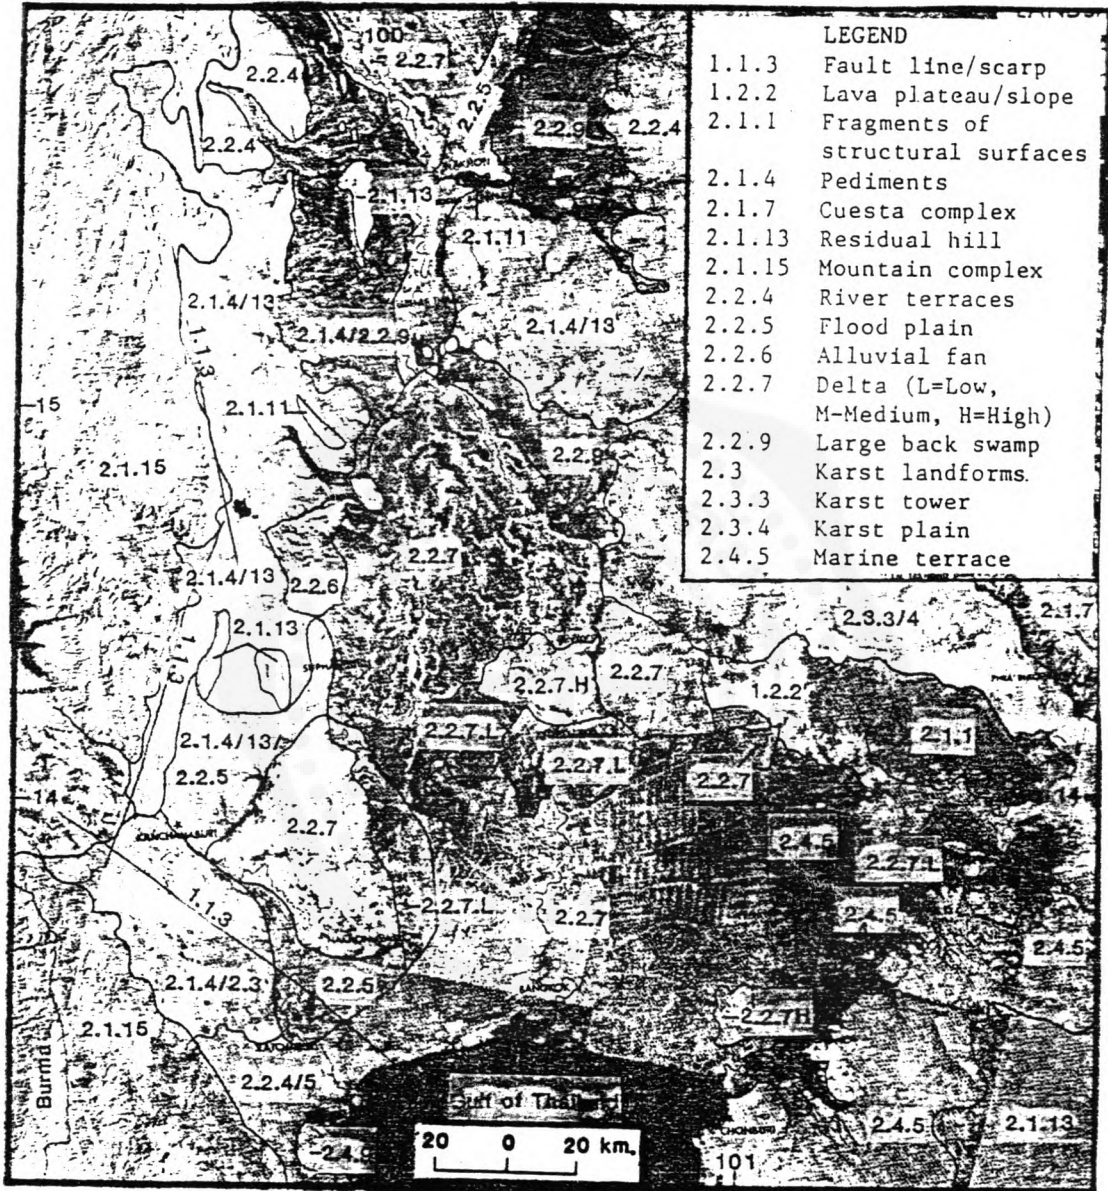 LEGEND
1.1.3 Fault line/scarp
1.2.2 Lava plateau/slope
2.1.1 Fragments of
structural surfaces
2.1.4 Pediments
2.1.7 Cuesta complex
2.1.13 Residual hill
2.1.15 Mountain complex
2.2.4 River terraces
2.2.5 Flood plain
2.2.6 Alluvial fan
2.2.7 Delta (L=Low,
M-Medium, H=High)
2.2.9 Large back swamp
2.3 Karst landforms.
2.3.3 Karst tower
2.3.4 Karst plain
2.4.5 Marine terrace
100
2.2.7
2.2.4
2.2.5
2.2.9
2.2.4
2.2.4
2.1.13
2.1.11
2.1.4/13
1.1.3
2.1.4/2.2.9
2.1.4/13
15
2.1.11
2.1.15
2.2.9
2.2.7
2.1.4/13
2.2.6
2.1.13
1.1.3
2.3.3/4
2.1.7
2.2.7.H
2.2.7
1.2.2
2.2.7.L
2.1.1
2.1.4/13/
2.2.5
2.2.7.L
2.2.7
14
14
KANCHANABURI
2.2.7
2.4.5
2.2.7.L
1.1.3
2.2.7.L
2.2.7
2.4.5
2.4.5
2.1.4/2.3
2.2.5
BANGKOK
2.2.7H
2.1.15
Burma
2.2.4/5
Gulf of Thailand
CHONBURI
2.4.5
2.1.13
20 0 20 km.
101